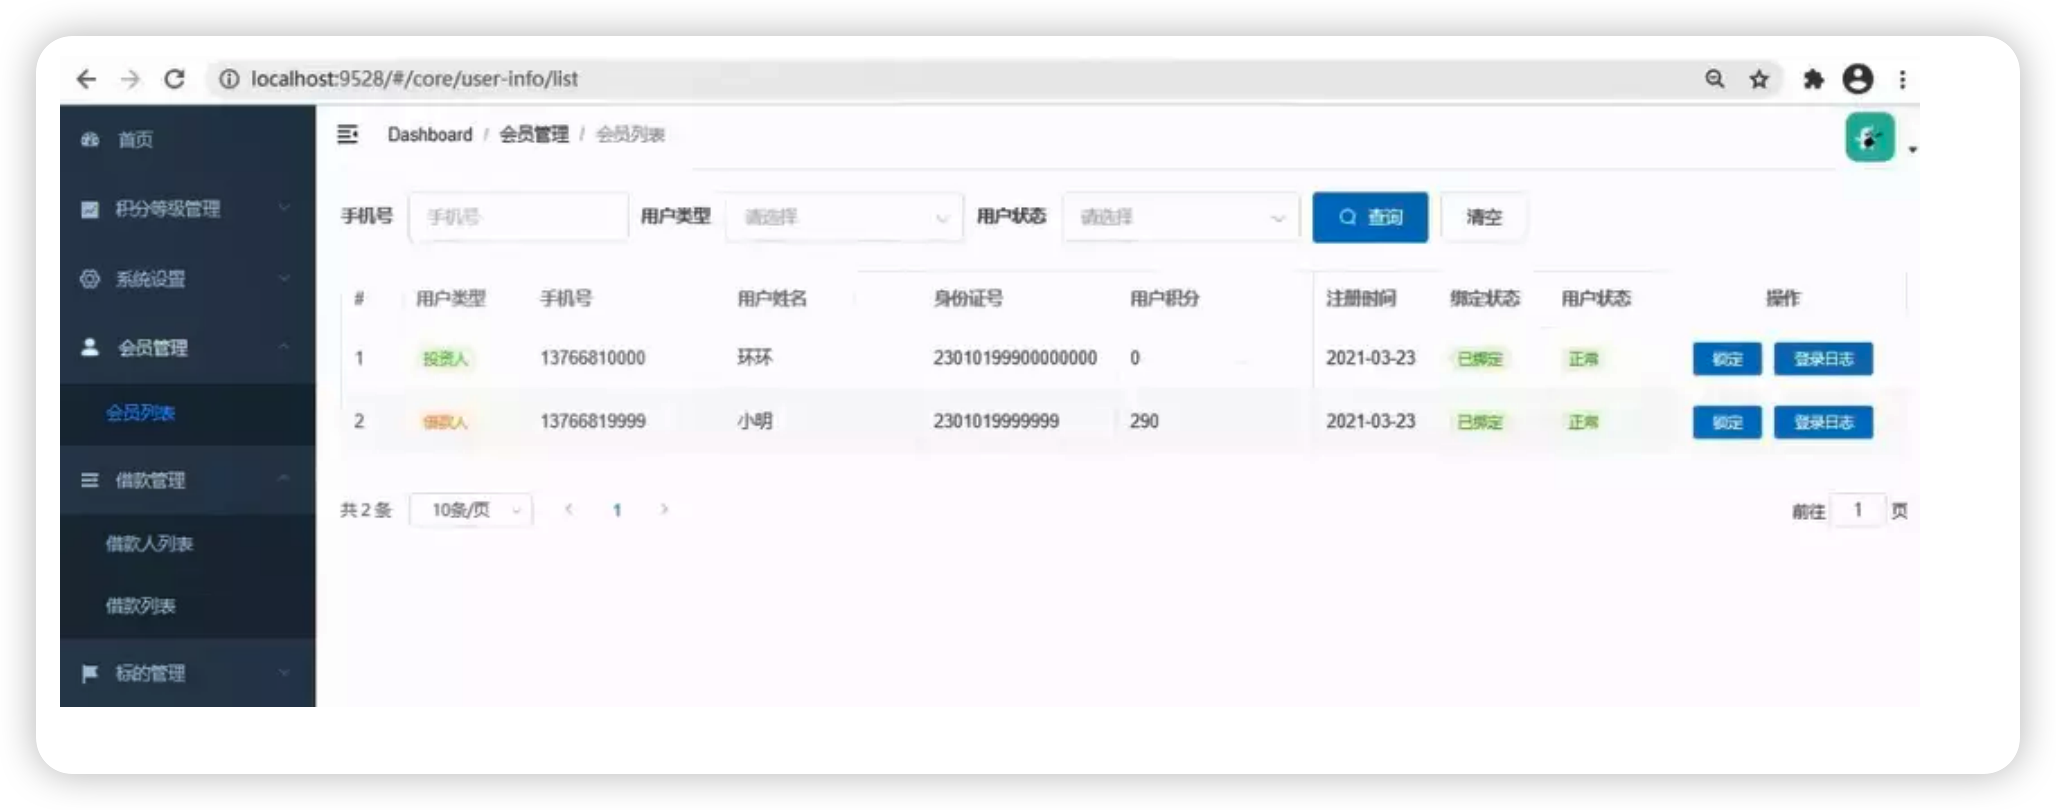 localhost:9528/#/core/user-info/list
首页
积分等级管理
系统设置
会员管理
会员列表
借款管理
借款人列表
借款列表
标的管理
Dashboard / 会员管理 / 会员列表
手机号 手机号 用户类型 请选择 用户状态 请选择 查询 清空
# 用户类型 手机号 用户姓名 身份证号 用户积分 注册时间 绑定状态 用户状态 操作
1 投资人 13766810000 环环 23010199900000000 0 2021-03-23 已绑定 正常 锁定 登录日志
2 借款人 13766819999 小明 2301019999999 290 2021-03-23 已绑定 正常 锁定 登录日志
共 2 条 10条/页 1 前往 1 页